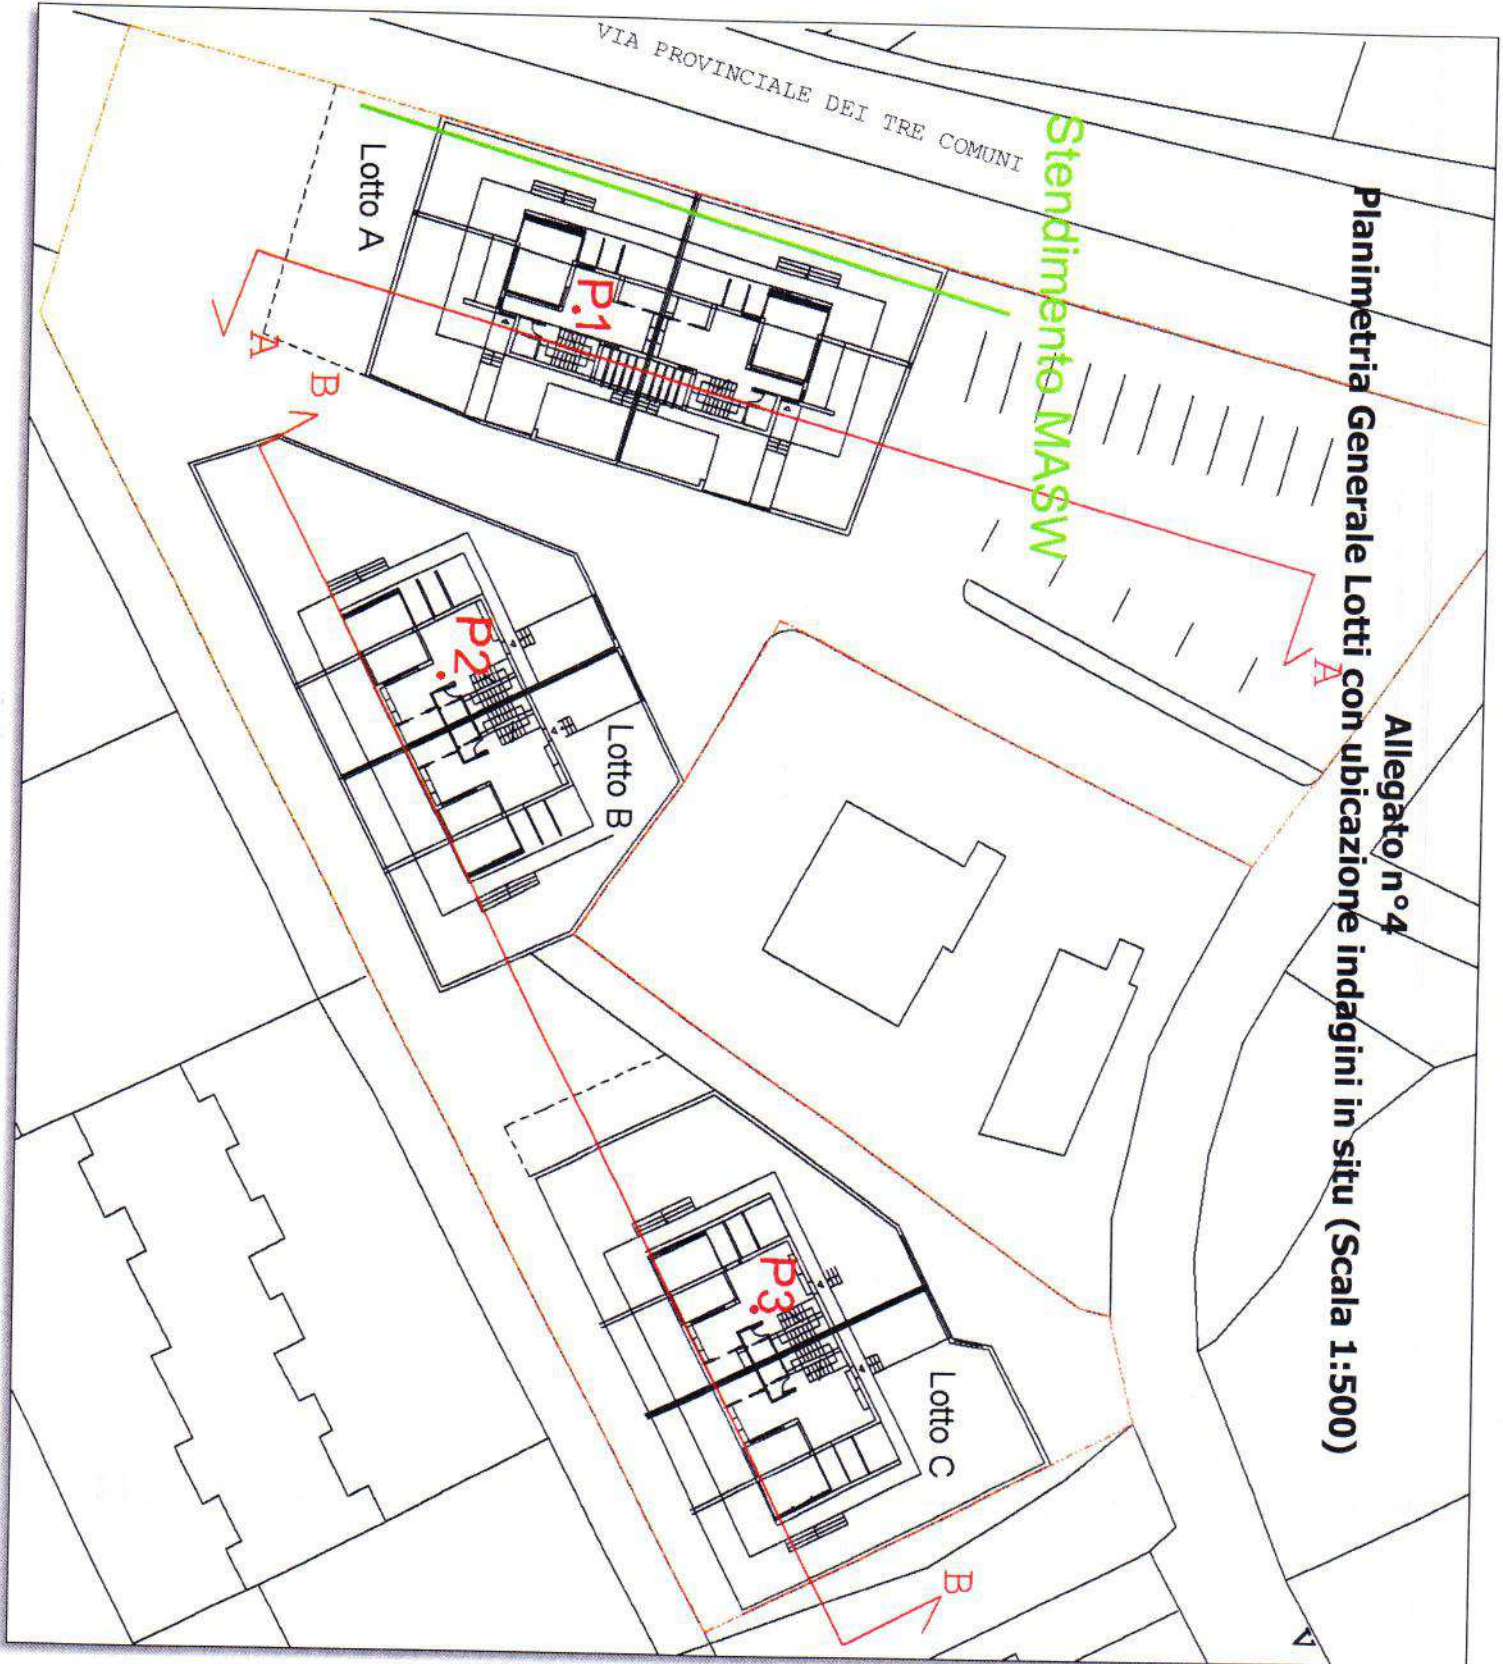 Allegato n°4
Planimetria Generale Lotti con ubicazione indagini in situ (Scala 1:500)
Stendimento MASW
VIA PROVINCIALE DEI TRE COMUNI
Lotto A
P.1
A
A
B
P2.
Lotto B
P3.
Lotto C
B
V